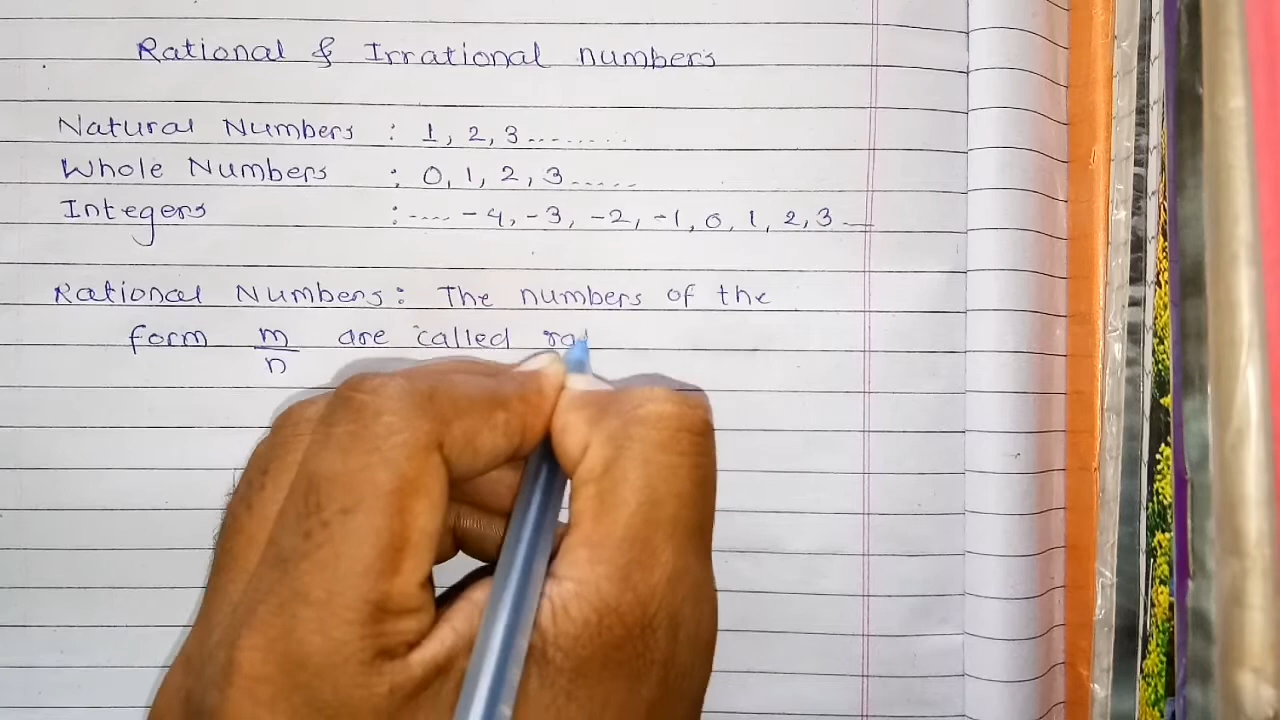 Rational & Irrational numbers
Natural Numbers : 1, 2, 3........
Whole Numbers : 0, 1, 2, 3.....
Integers :.... -4, -3, -2, -1, 0, 1, 2, 3 ...
Rational Numbers: The numbers of the
form m/n are called